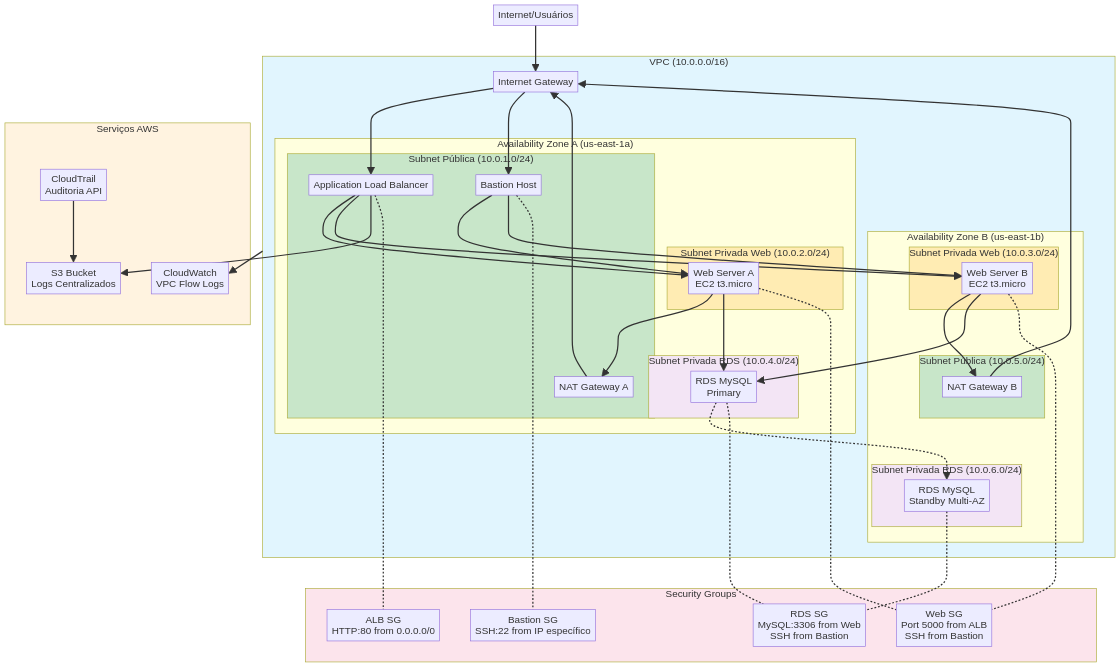 Internet/Usuários
VPC (10.0.0.0/16)
Internet Gateway
Serviços AWS
CloudTrail
Auditoria API
S3 Bucket
Logs Centralizados
CloudWatch
VPC Flow Logs
Availability Zone A (us-east-1a)
Subnet Pública (10.0.1.0/24)
Application Load Balancer
Bastion Host
Subnet Privada Web (10.0.2.0/24)
Web Server A
EC2 t3.micro
NAT Gateway A
Subnet Privada RDS (10.0.4.0/24)
RDS MySQL
Primary
Availability Zone B (us-east-1b)
Subnet Privada Web (10.0.3.0/24)
Web Server B
EC2 t3.micro
Subnet Pública (10.0.5.0/24)
NAT Gateway B
Subnet Privada RDS (10.0.6.0/24)
RDS MySQL
Standby Multi-AZ
Security Groups
ALB SG
HTTP:80 from 0.0.0.0/0
Bastion SG
SSH:22 from IP específico
RDS SG
MySQL:3306 from Web
SSH from Bastion
Web SG
Port 5000 from ALB
SSH from Bastion